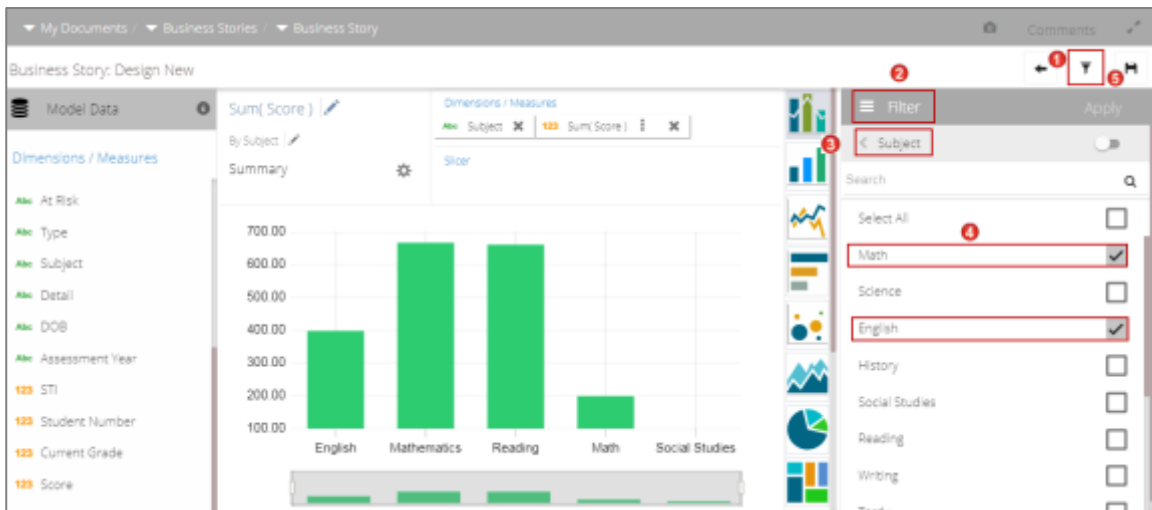 My Documents / Business Stories / Business Story
Comments
Business Story: Design New
1
5
Model Data
Dimensions / Measures
Abc At Risk
Abc Type
Abc Subject
Abc Detail
Abc DOB
Abc Assessment Year
123 STI
123 Student Number
123 Current Grade
123 Score
Sum( Score )
By Subject
Summary
Dimensions / Measures
Abc Subject 123 Sum( Score )
Slicer
700.00
600.00
500.00
400.00
300.00
200.00
100.00
English Mathematics Reading Math Social Studies
2
Filter Apply
3
Subject
Search
Select All
4
Math
Science
English
History
Social Studies
Reading
Writing